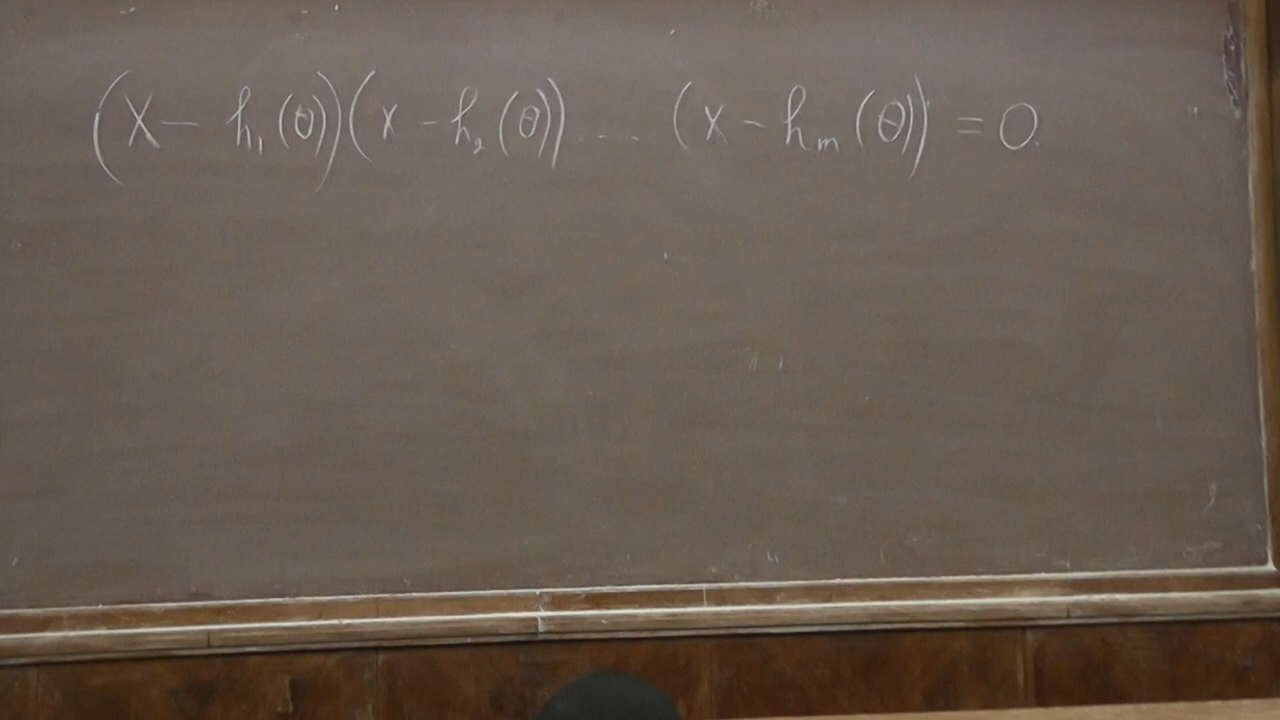 (X - h₁(θ))(x - h₂(θ)) ..... (x - hₘ(θ)) = 0